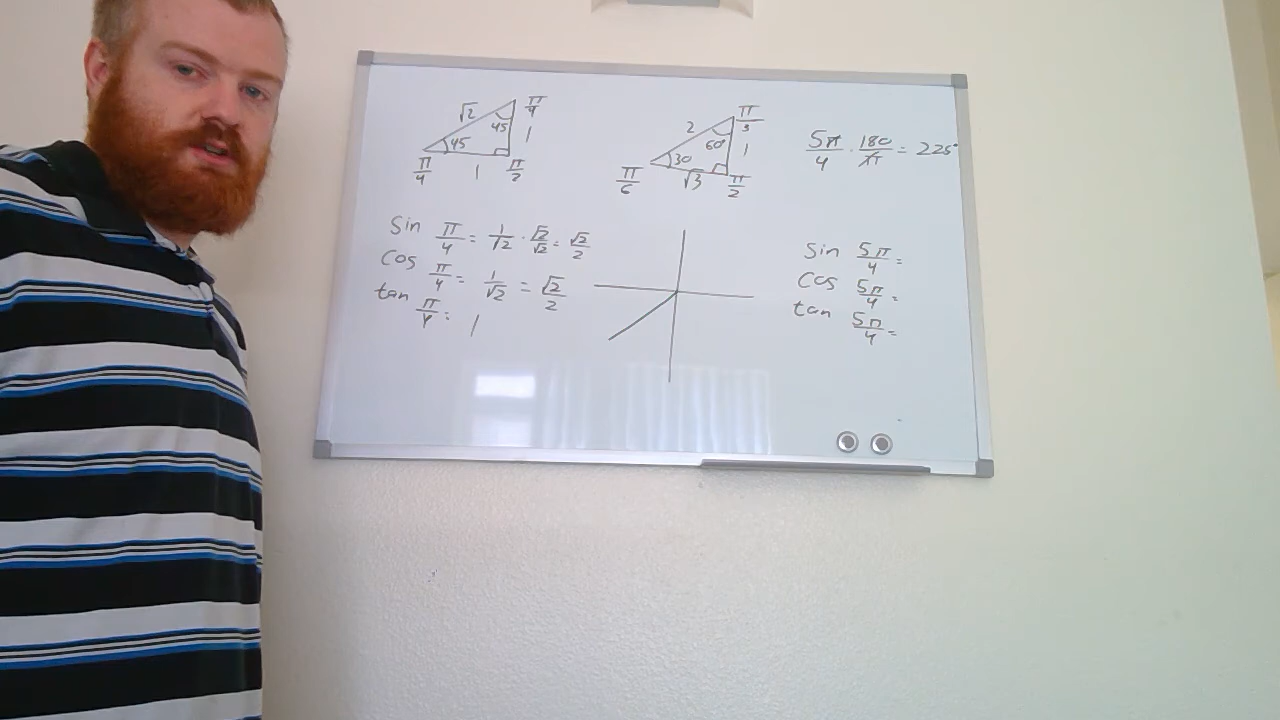 √2 π/4
45 45 1
π/4 1 π/2
2 π/3
30 60° 1
π/6 √3 π/2
5π/4 · 180/π = 225°
sin π/4 = 1/√2 · √2/√2 = √2/2
cos π/4 = 1/√2 = √2/2
tan π/4 = 1
sin 5π/4 =
cos 5π/4 =
tan 5π/4 =